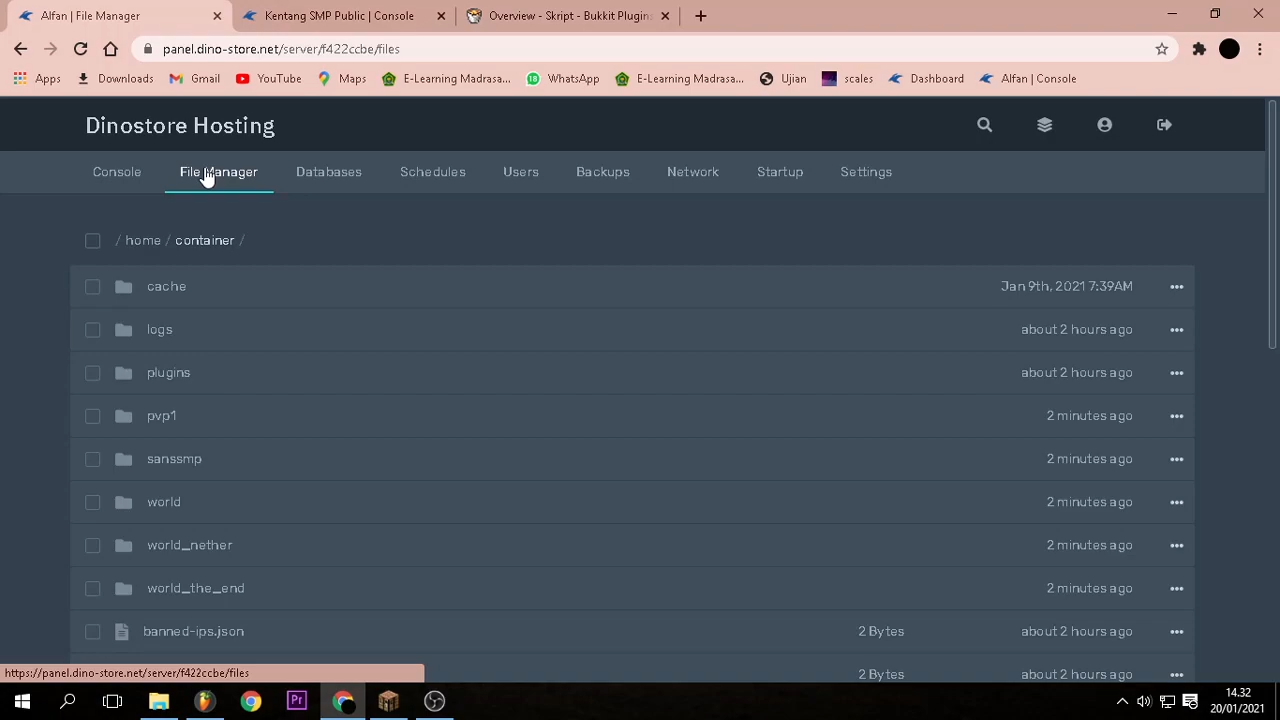 Alfan | File Manager
Kentang SMP Public | Console
Overview - Skript - Bukkit Plugin
panel.dino-store.net/server/f422ccbe/files
Apps
Downloads
Gmail
YouTube
Maps
E-Learning Madrasa...
WhatsApp
E-Learning Madrasa...
Ujian
scales
Dashboard
Alfan | Console
Dinostore Hosting
Console
File Manager
Databases
Schedules
Users
Backups
Network
Startup
Settings
/ home / container /
cache Jan 9th, 2021 7:39AM
logs about 2 hours ago
plugins about 2 hours ago
pvp1 2 minutes ago
sanssmp 2 minutes ago
world 2 minutes ago
world_nether 2 minutes ago
world_the_end 2 minutes ago
banned-ips.json 2 Bytes about 2 hours ago
2 Bytes about 2 hours ago
https://panel.dino-store.net/server/f422ccbe/files
Pr
14.32
20/01/2021